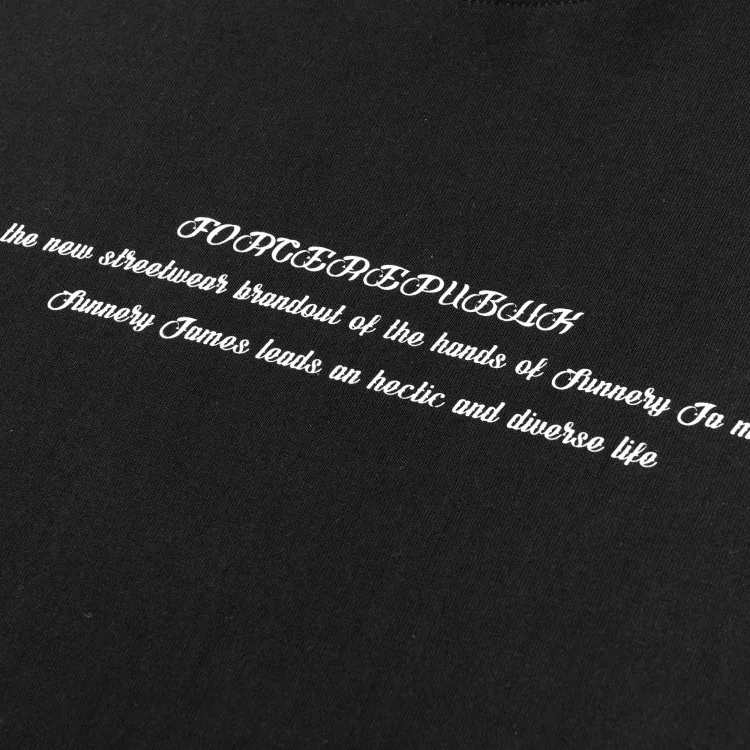 FORCEREPUBLIK
the new streetwear brandout of the hands of Sunnery Ja m
Sunnery James leads an hectic and diverse life